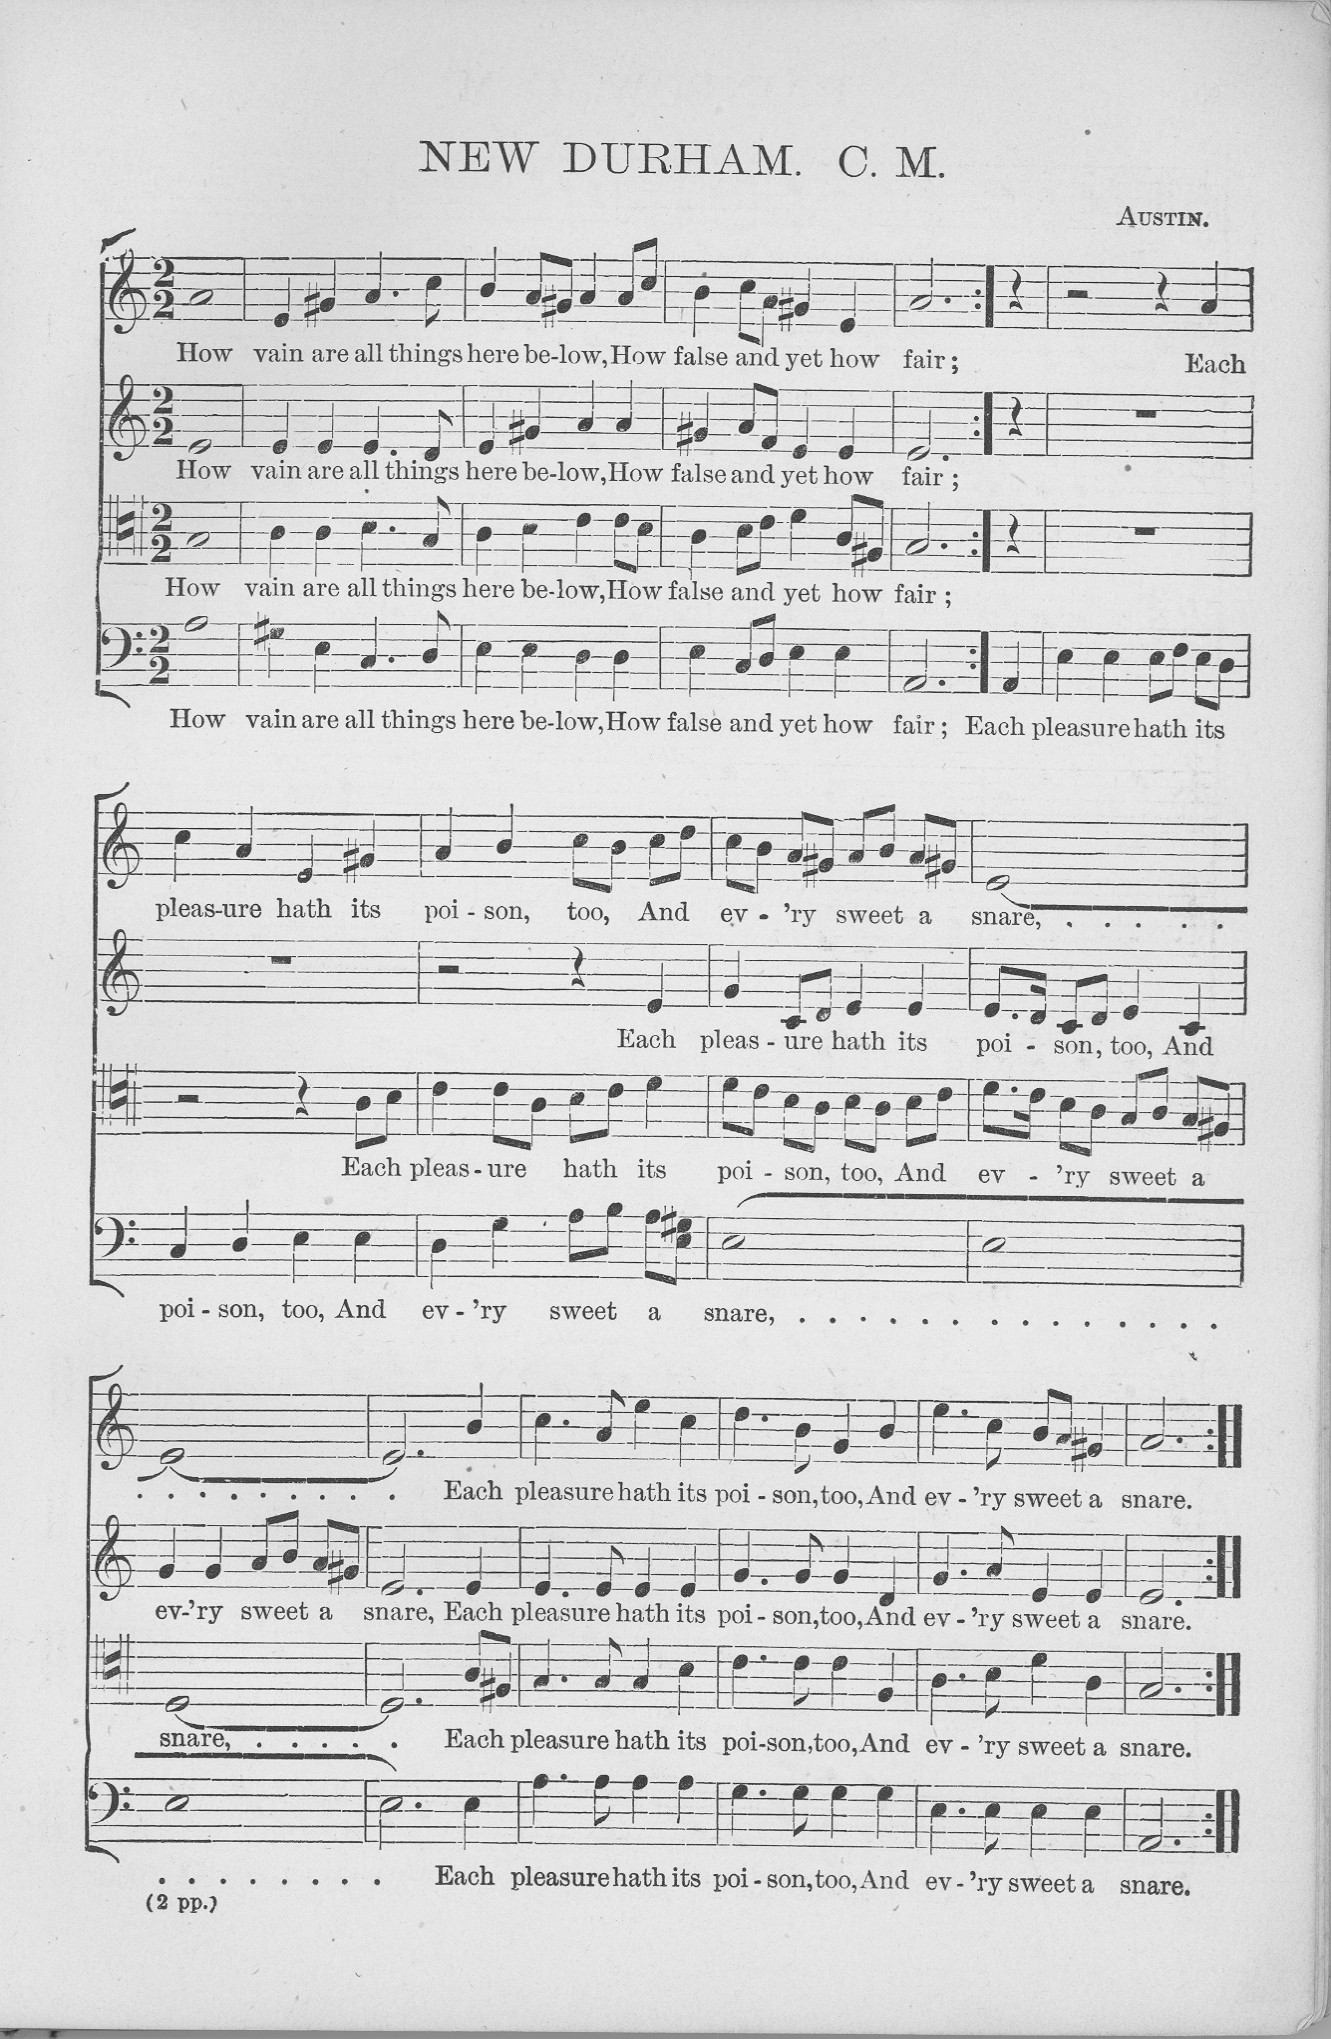 NEW DURHAM. C. M.
AUSTIN.
How vain are all things here be-low, How false and yet how fair; Each
How vain are all things here be-low, How false and yet how fair;
How vain are all things here be-low, How false and yet how fair;
How vain are all things here be-low, How false and yet how fair; Each pleasure hath its
pleas-ure hath its poi - son, too, And ev - 'ry sweet a snare, . . . . .
Each pleas - ure hath its poi - son, too, And
Each pleas - ure hath its poi - son, too, And ev - 'ry sweet a
poi - son, too, And ev - 'ry sweet a snare, . . . . . . . . . . . . . .
. . . . . . . . . Each pleasure hath its poi - son, too, And ev - 'ry sweet a snare.
ev-'ry sweet a snare, Each pleasure hath its poi - son, too, And ev - 'ry sweet a snare.
snare, . . . . . Each pleasure hath its poi-son, too, And ev - 'ry sweet a snare.
. . . . . . . . Each pleasure hath its poi - son, too, And ev - 'ry sweet a snare.
(2 pp.)